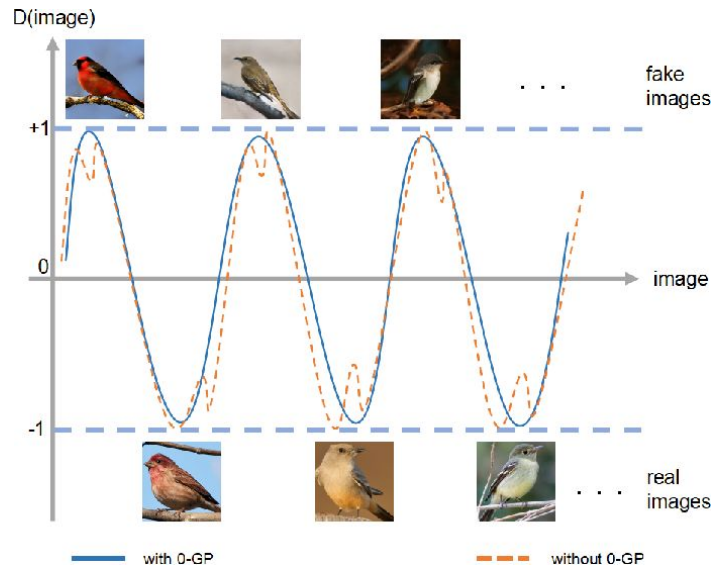 D(image)
. . .
fake
images
+1
0
image
-1
. . .
real
images
with 0-GP
without 0-GP